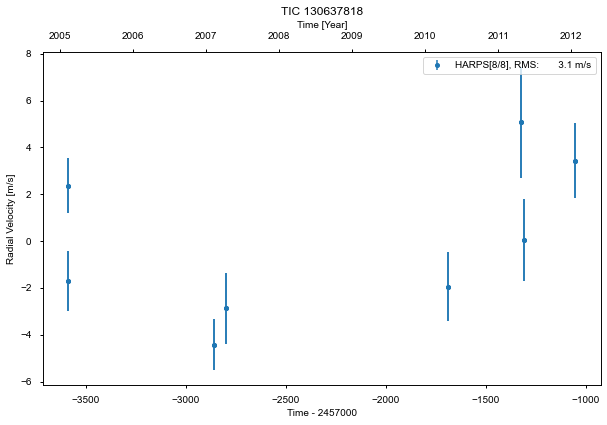 TIC 130637818
Time [Year]
2005 2006 2007 2008 2009 2010 2011 2012
HARPS[8/8], RMS: 3.1 m/s
Radial Velocity [m/s]
8
6
4
2
0
−2
−4
−6
−3500 −3000 −2500 −2000 −1500 −1000
Time - 2457000